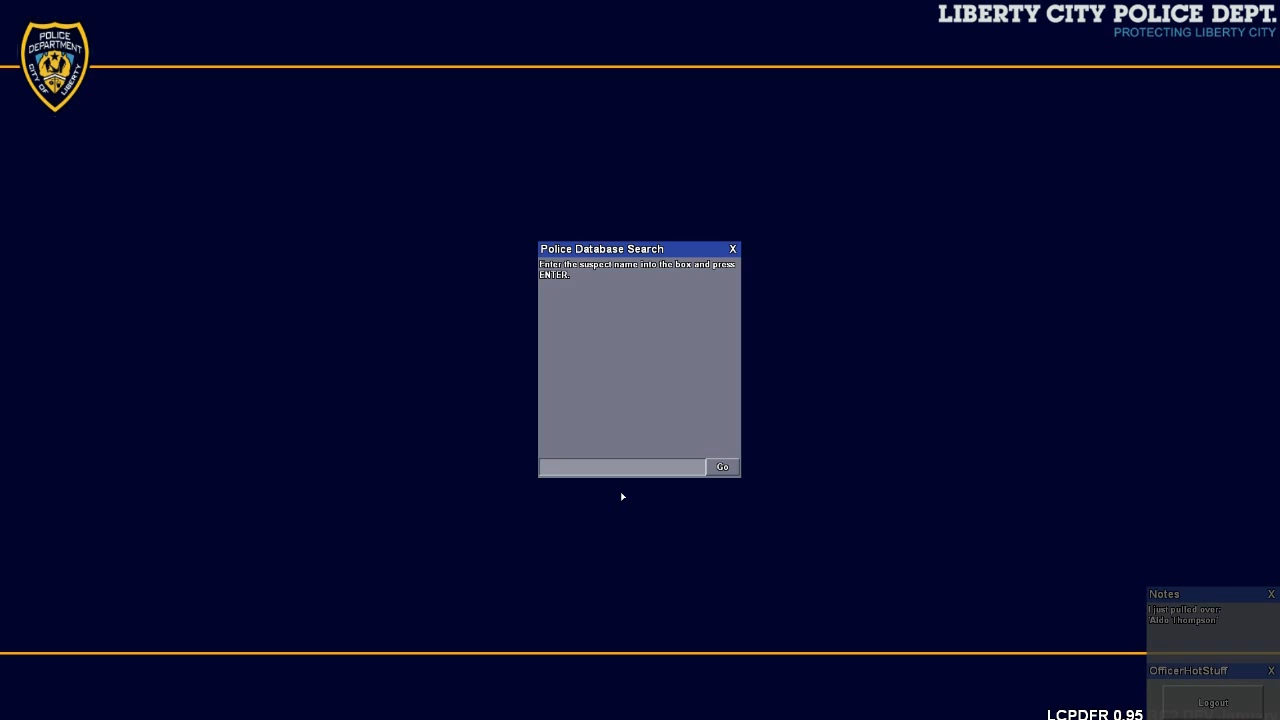 LIBERTY CITY POLICE DEPT.
PROTECTING LIBERTY CITY
POLICE
DEPARTMENT
CITY OF LIBERTY
Police Database Search X
Enter the suspect name into the box and press
ENTER.
Go
Notes X
I just pulled over:
'Aldo Thompson'
OfficerHotStuff X
Logout
LCPDFR 0.95